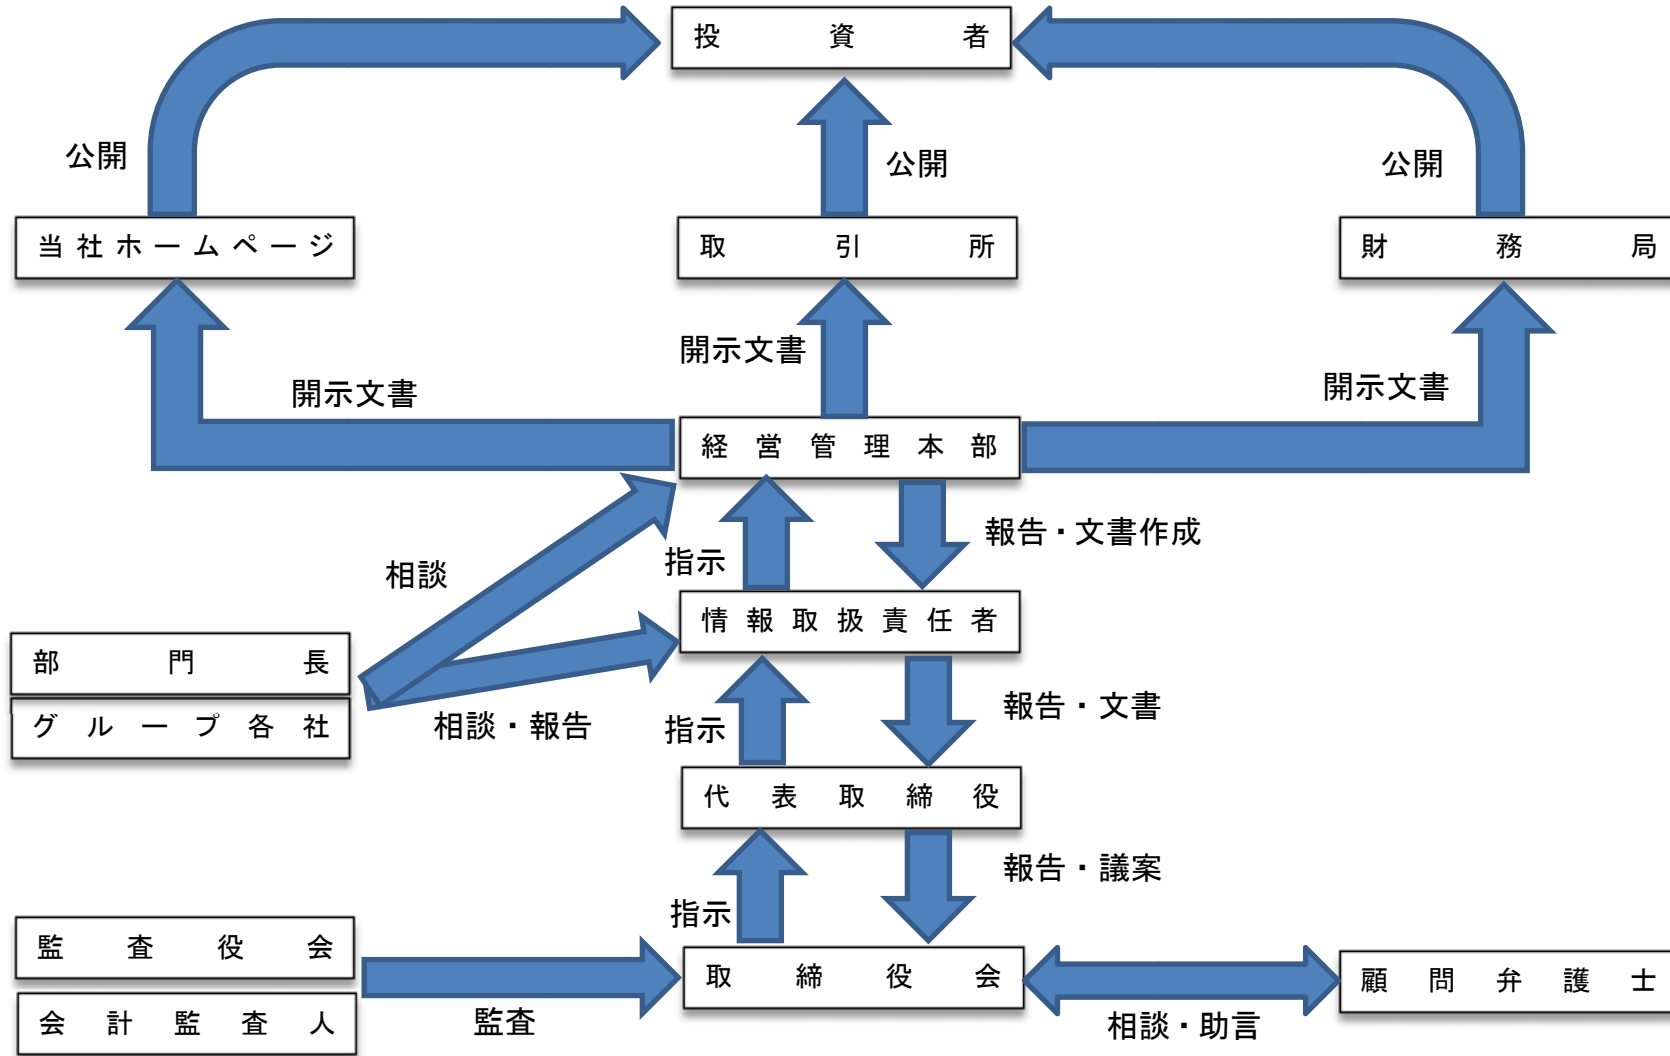 投資者
公開
公開
公開
当社ホームページ
取引所
財務局
開示文書
開示文書
開示文書
経営管理本部
報告・文書作成
指示
相談
情報取扱責任者
部門長
グループ各社
相談・報告
指示
報告・文書
代表取締役
報告・議案
指示
監査役会
会計監査人
監査
取締役会
相談・助言
顧問弁護士